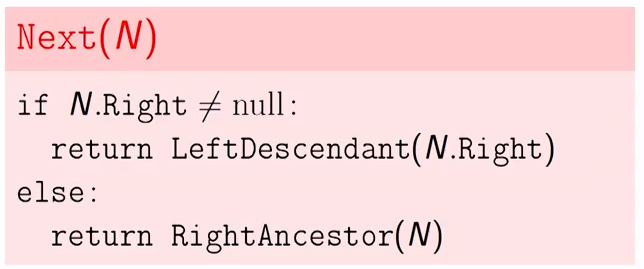 Next(N)
if N.Right ≠ null:
return LeftDescendant(N.Right)
else:
return RightAncestor(N)